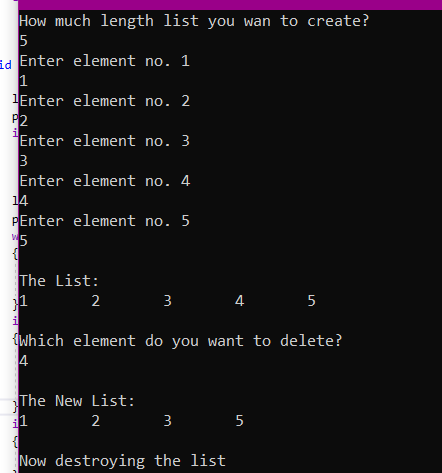 How much length list you wan to create?
5
id
Enter element no. 1
1
Enter element no. 2
2
Enter element no. 3
3
Enter element no. 4
4
Enter element no. 5
5
{
The List:
1 2 3 4 5
}
Which element do you want to delete?
{
4
The New List:
1 2 3 5
}
{
Now destroying the list